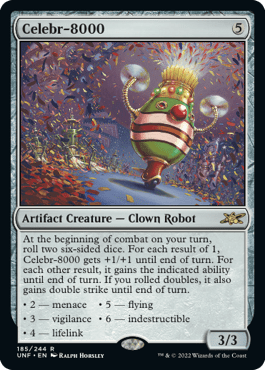 Celebr-8000 5
Artifact Creature — Clown Robot
At the beginning of combat on your turn,
roll two six-sided dice. For each result of 1,
Celebr-8000 gets +1/+1 until end of turn. For
each other result, it gains the indicated ability
until end of turn. If you rolled doubles, it also
gains double strike until end of turn.
• 2 — menace • 5 — flying
• 3 — vigilance • 6 — indestructible
• 4 — lifelink
3/3
185/244 R
UNF • EN RALPH HORSLEY ™ & © 2022 Wizards of the Coast